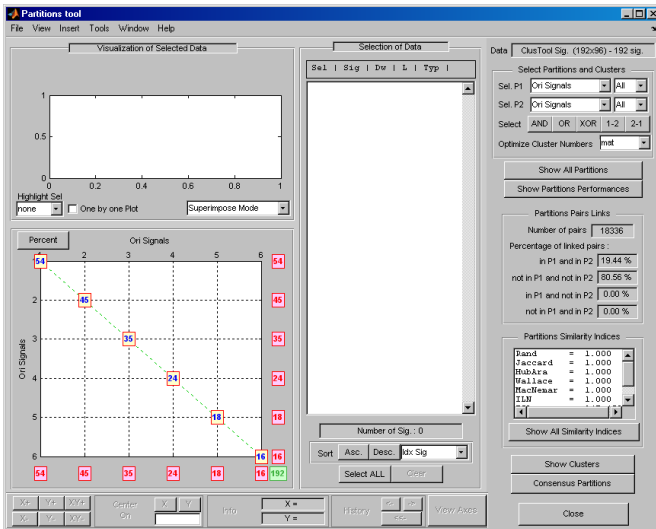 Partitions tool
File View Insert Tools Window Help
Visualization of Selected Data
1
0.5
0
0 0.2 0.4 0.6 0.8 1
Highlight Sel
none
One by one Plot
Superimpose Mode
Percent
Ori Signals
1 2 3 4 5 6
2
3
4
5
6
Ori Signals
54
45
35
24
18
16
54
45
35
24
18
16
54 45 35 24 18 16 192
Selection of Data
Sel | Sig | Dw | L | Typ |
Number of Sig. : 0
Sort Asc. Desc. Idx Sig
Select ALL Clear
Data ClusTool Sig. (192x96) - 192 sig.
Select Partitions and Clusters
Sel. P1 Ori Signals All
Sel. P2 Ori Signals All
Select AND OR XOR 1-2 2-1
Optimize Cluster Numbers mat
Show All Partitions
Show Partitions Performances
Partitions Pairs Links
Number of pairs 18336
Percentage of linked pairs :
in P1 and in P2 19.44 %
not in P1 and not in P2 80.56 %
in P1 and not in P2 0.00 %
not in P1 and in P2 0.00 %
Partitions Similarity Indices
Rand = 1.000
Jaccard = 1.000
HubAra = 1.000
Wallace = 1.000
MacNemar = 1.000
ILN = 1.000
Show All Similarity Indices
Show Clusters
Consensus Partitions
Close
X+ Y+ XY+
X- Y- XY-
Center
On
X Y
Info
X =
Y =
History
<- ->
<<-
View Axes